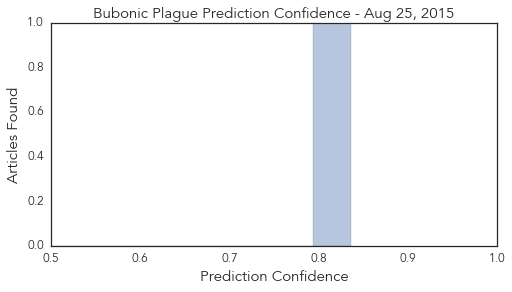 Bubonic Plague Prediction Confidence - Aug 25, 2015
1.0
0.8
0.6
0.4
0.2
0.0
Articles Found
0.5 0.6 0.7 0.8 0.9 1.0
Prediction Confidence